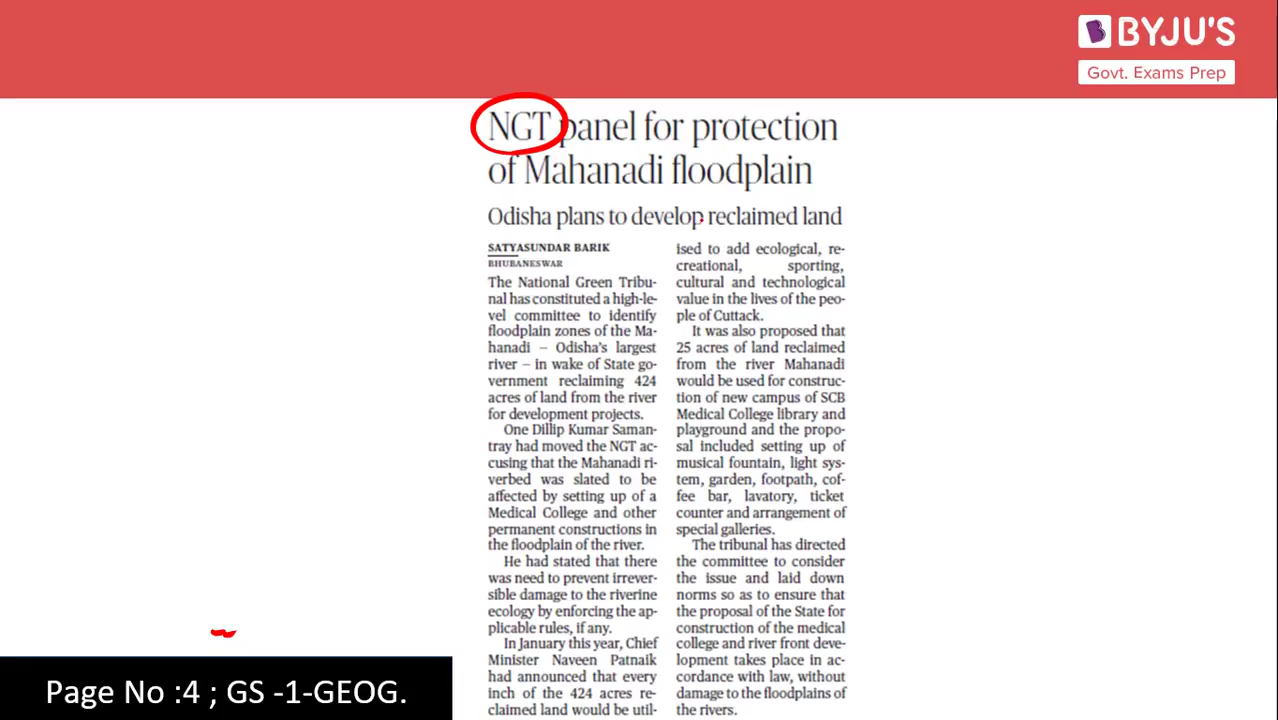 BYJU'S
Govt. Exams Prep
NGT panel for protection
of Mahanadi floodplain
Odisha plans to develop reclaimed land
SATYASUNDAR BARIK
BHUBANESWAR
The National Green Tribu-
nal has constituted a high-le-
vel committee to identify
floodplain zones of the Ma-
hanadi – Odisha's largest
river – in wake of State go-
vernment reclaiming 424
acres of land from the river
for development projects.
One Dillip Kumar Saman-
tray had moved the NGT ac-
cusing that the Mahanadi ri-
verbed was slated to be
affected by setting up of a
Medical College and other
permanent constructions in
the floodplain of the river.
He had stated that there
was need to prevent irrever-
sible damage to the riverine
ecology by enforcing the ap-
plicable rules, if any.
In January this year, Chief
Minister Naveen Patnaik
had announced that every
inch of the 424 acres re-
claimed land would be util-
ised to add ecological, re-
creational, sporting,
cultural and technological
value in the lives of the peo-
ple of Cuttack.
It was also proposed that
25 acres of land reclaimed
from the river Mahanadi
would be used for construc-
tion of new campus of SCB
Medical College library and
playground and the propo-
sal included setting up of
musical fountain, light sys-
tem, garden, footpath, cof-
fee bar, lavatory, ticket
counter and arrangement of
special galleries.
The tribunal has directed
the committee to consider
the issue and laid down
norms so as to ensure that
the proposal of the State for
construction of the medical
college and river front deve-
lopment takes place in ac-
cordance with law, without
damage to the floodplains of
the rivers.
Page No :4 ; GS -1-GEOG.